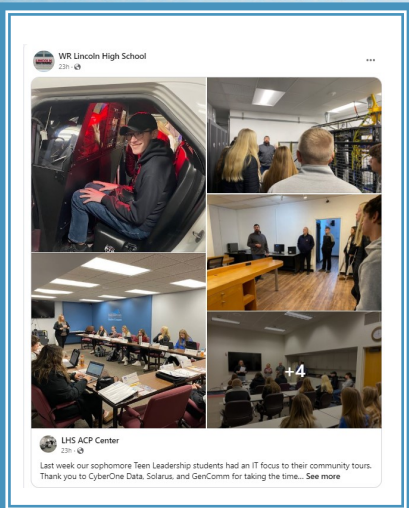 WR Lincoln High School
23h
+4
LHS ACP Center
23h
Last week our sophomore Teen Leadership students had an IT focus to their community tours.
Thank you to CyberOne Data, Solarus, and GenComm for taking the time... See more